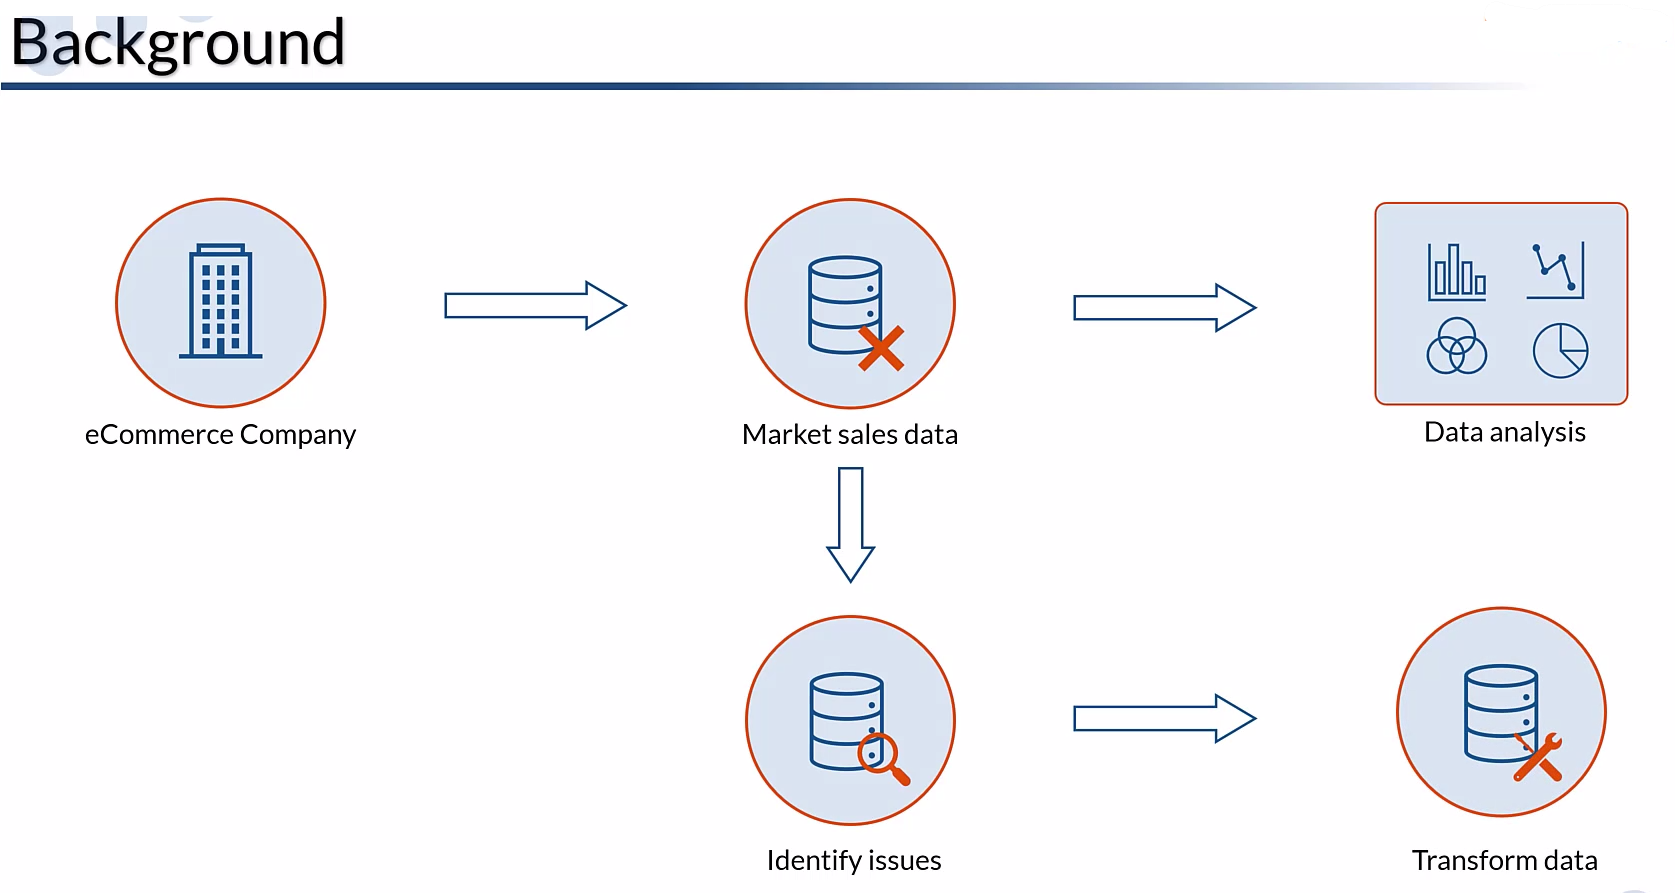 Background
eCommerce Company
Market sales data
Data analysis
Identify issues
Transform data